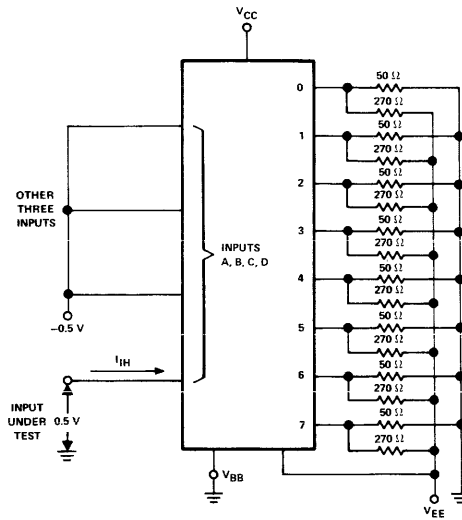 VCC
0
50 Ω
270 Ω
1
50 Ω
270 Ω
2
50 Ω
270 Ω
3
50 Ω
270 Ω
4
50 Ω
270 Ω
5
50 Ω
270 Ω
6
50 Ω
270 Ω
7
50 Ω
270 Ω
OTHER
THREE
INPUTS
INPUTS
A, B, C, D
−0.5 V
IIH
INPUT
UNDER
TEST
0.5 V
VBB
VEE